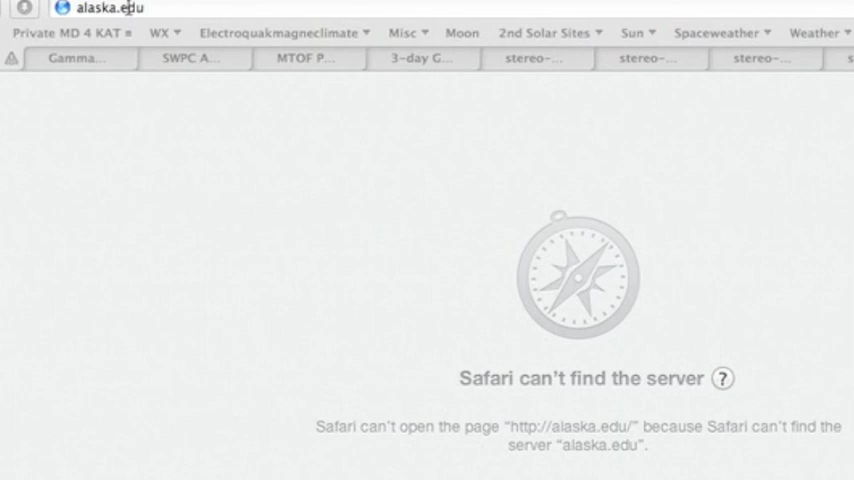 alaska.edu
Private MD 4 KAT WX Electroquakmagneclimate Misc Moon 2nd Solar Sites Sun Spaceweather Weather
Gamma... SWPC A... MTOF P... 3-day G... stereo-... stereo-... stereo-... s
Safari can't find the server ?
Safari can't open the page “http://alaska.edu/” because Safari can't find the
server “alaska.edu”.